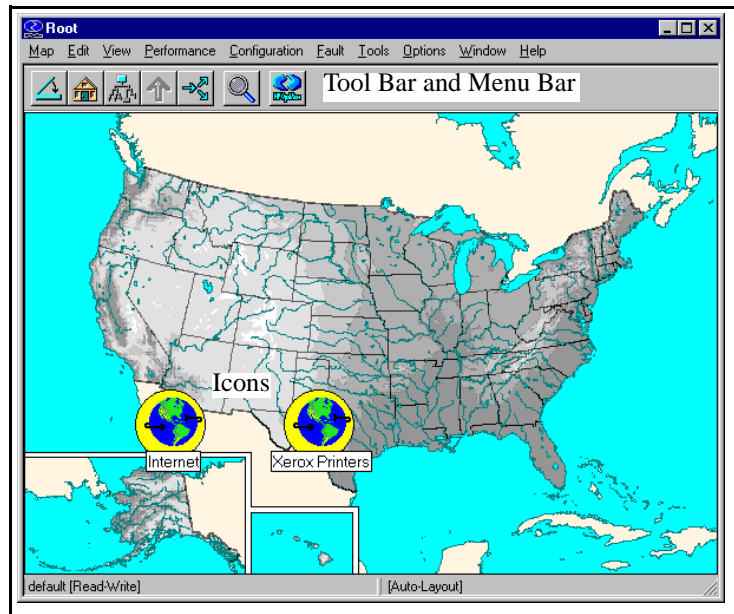 Root
Map Edit View Performance Configuration Fault Tools Options Window Help
Tool Bar and Menu Bar
Icons
Internet
Xerox Printers
default [Read-Write]
[Auto-Layout]